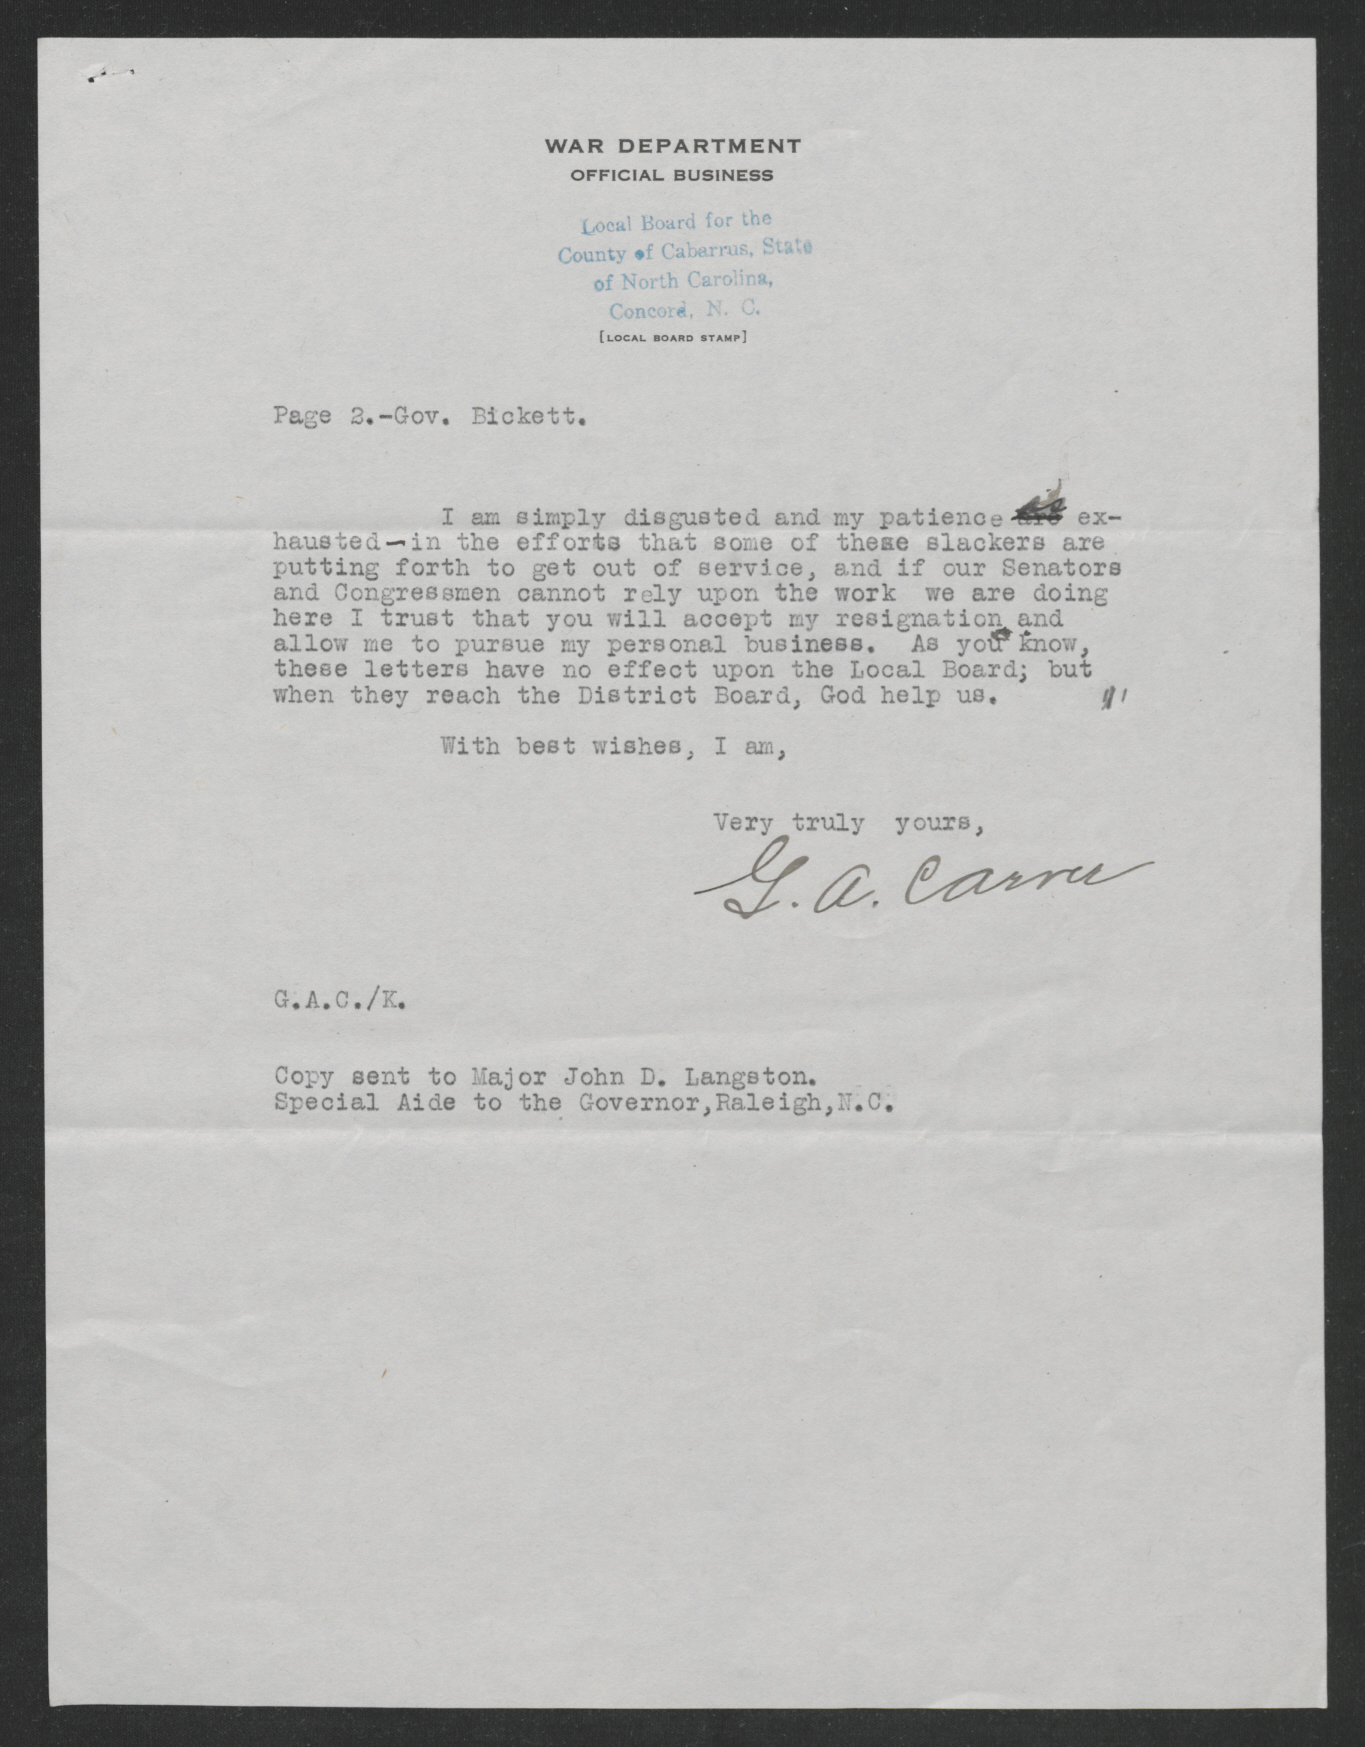 WAR DEPARTMENT
OFFICIAL BUSINESS
Local Board for the
County of Cabarrus, State
of North Carolina,
Concord, N. C.
[LOCAL BOARD STAMP]
Page 2.-Gov. Bickett.
I am simply disgusted and my patience is ex-
hausted—in the efforts that some of these slackers are
putting forth to get out of service, and if our Senators
and Congressmen cannot rely upon the work we are doing
here I trust that you will accept my resignation and
allow me to pursue my personal business. As you know,
these letters have no effect upon the Local Board; but
when they reach the District Board, God help us.
With best wishes, I am,
Very truly yours,
G. A. Carver
G.A.C./K.
Copy sent to Major John D. Langston.
Special Aide to the Governor,Raleigh,N.C.